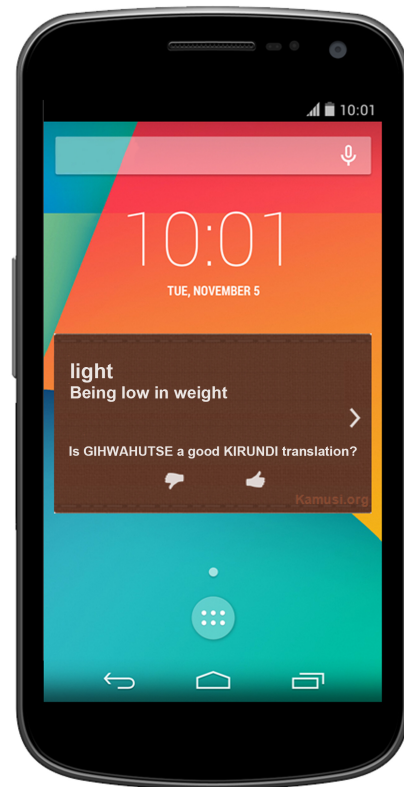 10:01
10:01
TUE, NOVEMBER 5
light
Being low in weight
Is GIHWAHUTSE a good KIRUNDI translation?
Kamusi.org